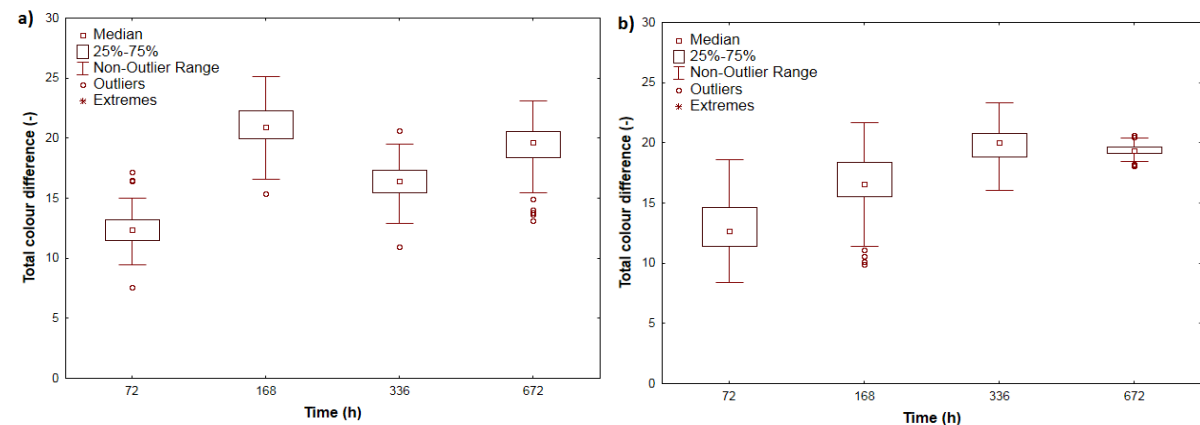 a)
30
25
20
15
10
5
0
Total colour difference (-)
Median
25%-75%
Non-Outlier Range
Outliers
Extremes
72 168 336 672
Time (h)
b)
30
25
20
15
10
5
0
Total colour difference (-)
Median
25%-75%
Non-Outlier Range
Outliers
Extremes
72 168 336 672
Time (h)